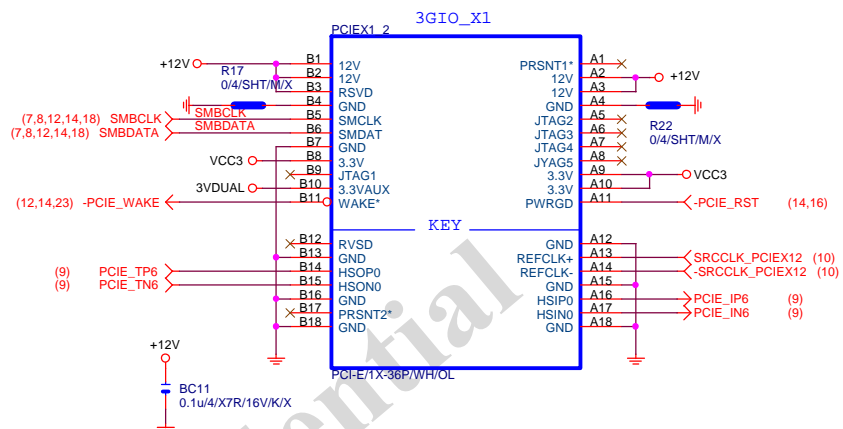 3GIO_X1
PCIEX1_2
+12V
R17
0/4/SHT/M/X
B1 12V PRSNT1* A1
B2 12V 12V A2 +12V
B3 RSVD 12V A3
B4 GND GND A4
SMBCLK
(7,8,12,14,18) SMBCLK B5 SMCLK JTAG2 A5
SMBDATA
(7,8,12,14,18) SMBDATA B6 SMDAT JTAG3 A6
R22
0/4/SHT/M/X
B7 GND JTAG4 A7
VCC3 B8 3.3V JYAG5 A8
B9 JTAG1 3.3V A9 VCC3
3VDUAL B10 3.3VAUX 3.3V A10
(12,14,23) -PCIE_WAKE B11 WAKE* PWRGD A11 -PCIE_RST (14,16)
KEY
B12 RVSD GND A12
B13 GND REFCLK+ A13 SRCCLK_PCIEX12 (10)
(9) PCIE_TP6 B14 HSOP0 REFCLK- A14 -SRCCLK_PCIEX12 (10)
(9) PCIE_TN6 B15 HSON0 GND A15
B16 GND HSIP0 A16 PCIE_IP6 (9)
B17 PRSNT2* HSIN0 A17 PCIE_IN6 (9)
B18 GND GND A18
PCI-E/1X-36P/WH/OL
+12V
BC11
0.1u/4/X7R/16V/K/X